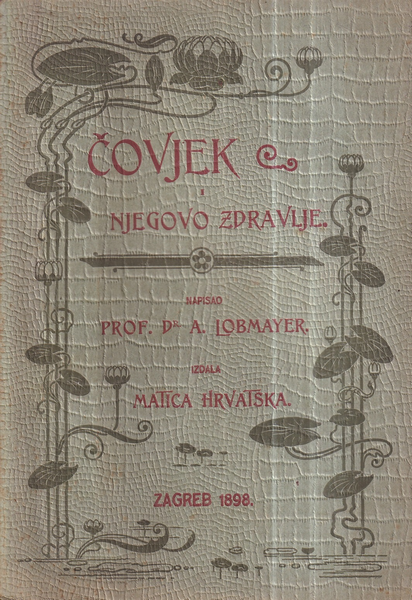 ČOVJEK
I
NJEGOVO ZDRAVLJE.
NAPISAO
PROF. DR. A. LOBMAYER.
IZDALA
MATICA HRVATSKA.
ZAGREB 1898.